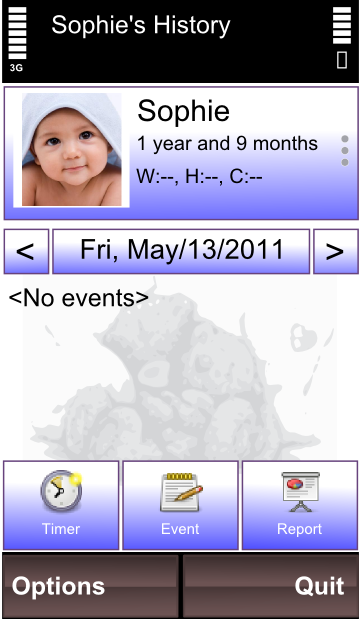 Sophie's History
3G
Sophie
1 year and 9 months
W:--, H:--, C:--
< Fri, May/13/2011 >
<No events>
Timer Event Report
Options Quit